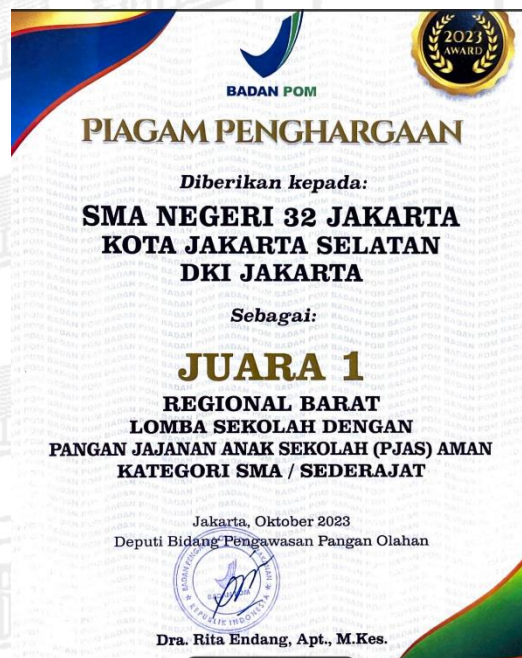 2023
AWARD
BADAN POM
PIAGAM PENGHARGAAN
Diberikan kepada:
SMA NEGERI 32 JAKARTA
KOTA JAKARTA SELATAN
DKI JAKARTA
Sebagai:
JUARA 1
REGIONAL BARAT
LOMBA SEKOLAH DENGAN
PANGAN JAJANAN ANAK SEKOLAH (PJAS) AMAN
KATEGORI SMA / SEDERAJAT
Jakarta, Oktober 2023
Deputi Bidang Pengawasan Pangan Olahan
REPUBLIK INDONESIA
Dra. Rita Endang, Apt., M.Kes.